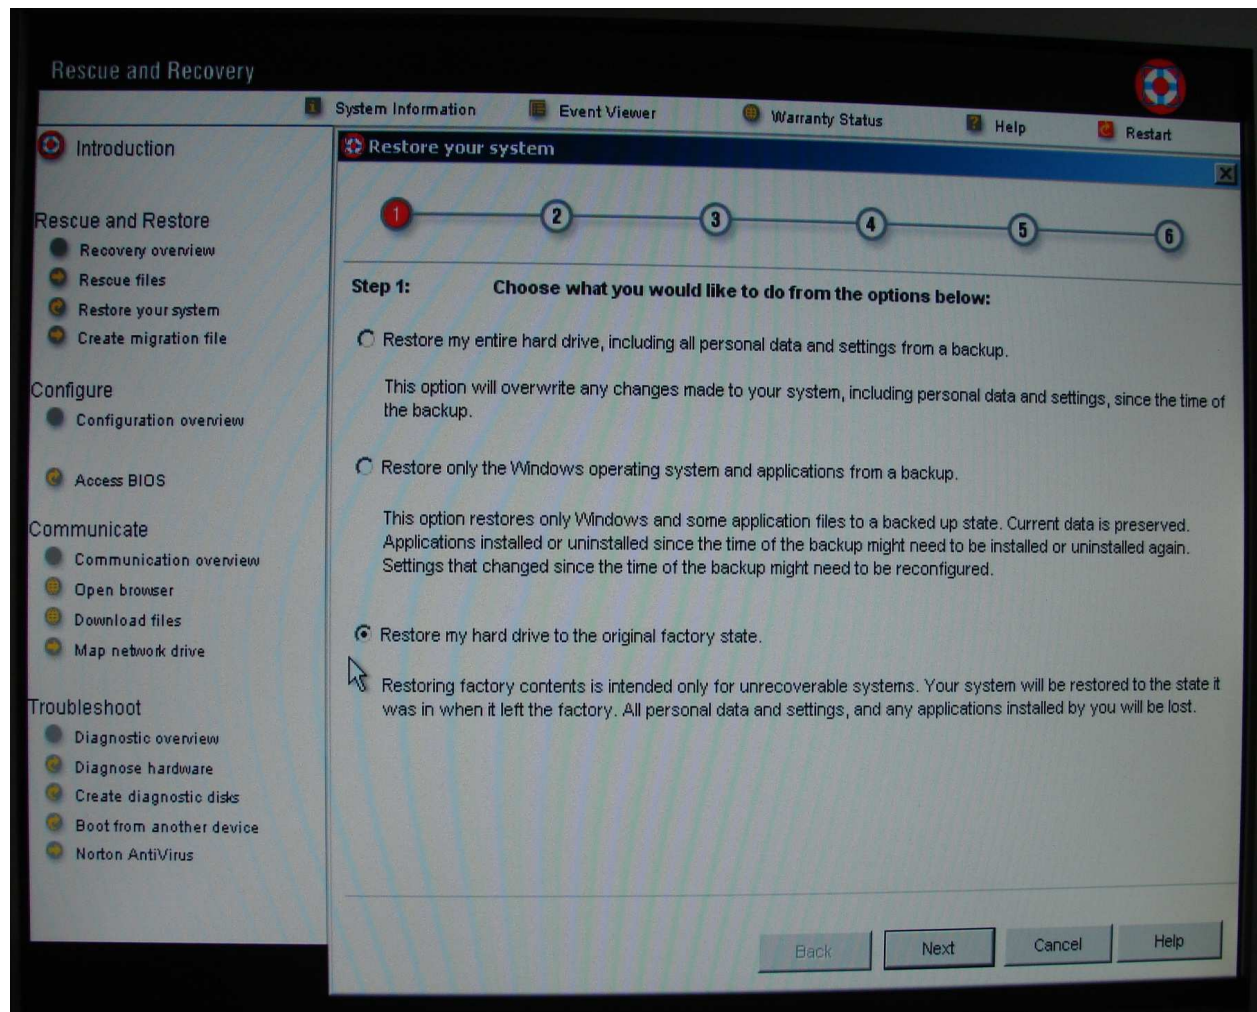 Rescue and Recovery
System Information Event Viewer Warranty Status Help Restart
Introduction
Rescue and Restore
Recovery overview
Rescue files
Restore your system
Create migration file
Configure
Configuration overview
Access BIOS
Communicate
Communication overview
Open browser
Download files
Map network drive
Troubleshoot
Diagnostic overview
Diagnose hardware
Create diagnostic disks
Boot from another device
Norton AntiVirus
Restore your system
1 2 3 4 5 6
Step 1: Choose what you would like to do from the options below:
Restore my entire hard drive, including all personal data and settings from a backup.
This option will overwrite any changes made to your system, including personal data and settings, since the time of
the backup.
Restore only the Windows operating system and applications from a backup.
This option restores only Windows and some application files to a backed up state. Current data is preserved.
Applications installed or uninstalled since the time of the backup might need to be installed or uninstalled again.
Settings that changed since the time of the backup might need to be reconfigured.
Restore my hard drive to the original factory state.
Restoring factory contents is intended only for unrecoverable systems. Your system will be restored to the state it
was in when it left the factory. All personal data and settings, and any applications installed by you will be lost.
Back Next Cancel Help